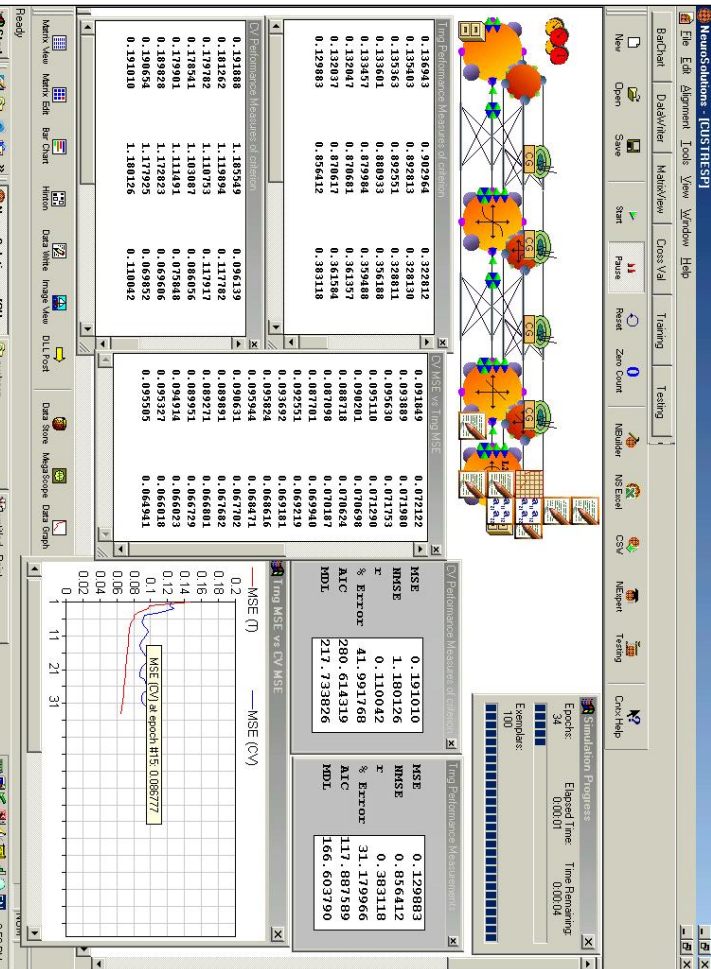 NeuroSolutions - [CUSTRESP]
File Edit Alignment Tools View Window Help
BarChart DataWriter MatrixView Cross Val Training Testing
New Open Save Start Pause Reset Zero Count NBuilder NSExcel CSW NExpert Testing Cntx Help
Simulation Progress
Epochs: Elapsed Time: Time Remaining:
34 0:00:01 0:00:04
Exemplars:
100
CG CG CG
Trng Performance Measures of criterion
0.136943 0.902964 0.322812
0.135403 0.892813 0.328130
0.135363 0.892551 0.328811
0.133601 0.880933 0.356188
0.133457 0.879984 0.359488
0.132047 0.870681 0.361357
0.132037 0.870617 0.361584
0.129883 0.856412 0.383118
CV MSE vs Trng MSE
0.091849 0.072122
0.093889 0.071980
0.095630 0.071753
0.095110 0.071290
0.090201 0.070698
0.088718 0.070624
0.087098 0.070187
0.087701 0.069940
0.092551 0.069219
0.093692 0.069181
0.095824 0.068616
0.095944 0.068471
0.090631 0.067702
0.089091 0.067682
0.089271 0.066801
0.089951 0.066729
0.094914 0.066023
0.095327 0.066018
0.095505 0.064941
CV Performance Measures of criterion
MSE 0.191010
NMSE 1.180126
r 0.110042
% Error 41.991768
AIC 280.614319
MDL 217.733826
Trng Performance Measurements
MSE 0.129883
NMSE 0.856412
r 0.383118
% Error 31.179966
AIC 117.887589
MDL 166.603790
CV Performance Measures of criterion
0.191888 1.185549 0.096139
0.181262 1.119894 0.117782
0.179782 1.110753 0.117917
0.178541 1.103087 0.086056
0.179901 1.111491 0.075848
0.189828 1.172823 0.069606
0.190654 1.177925 0.069852
0.191010 1.180126 0.110042
Trng MSE vs CV MSE
MSE (T) MSE (CV)
0.2
0.18
0.16
0.14
0.12
0.1
0.08
0.06
0.04
0.02
0
1 11 21 31
MSE (CV) at epoch #15: 0.086777
Matrix View Matrix Edit Bar Chart Hinton Data Write Image View DLL Post Data Store MegaScope Data Graph
Ready NUM